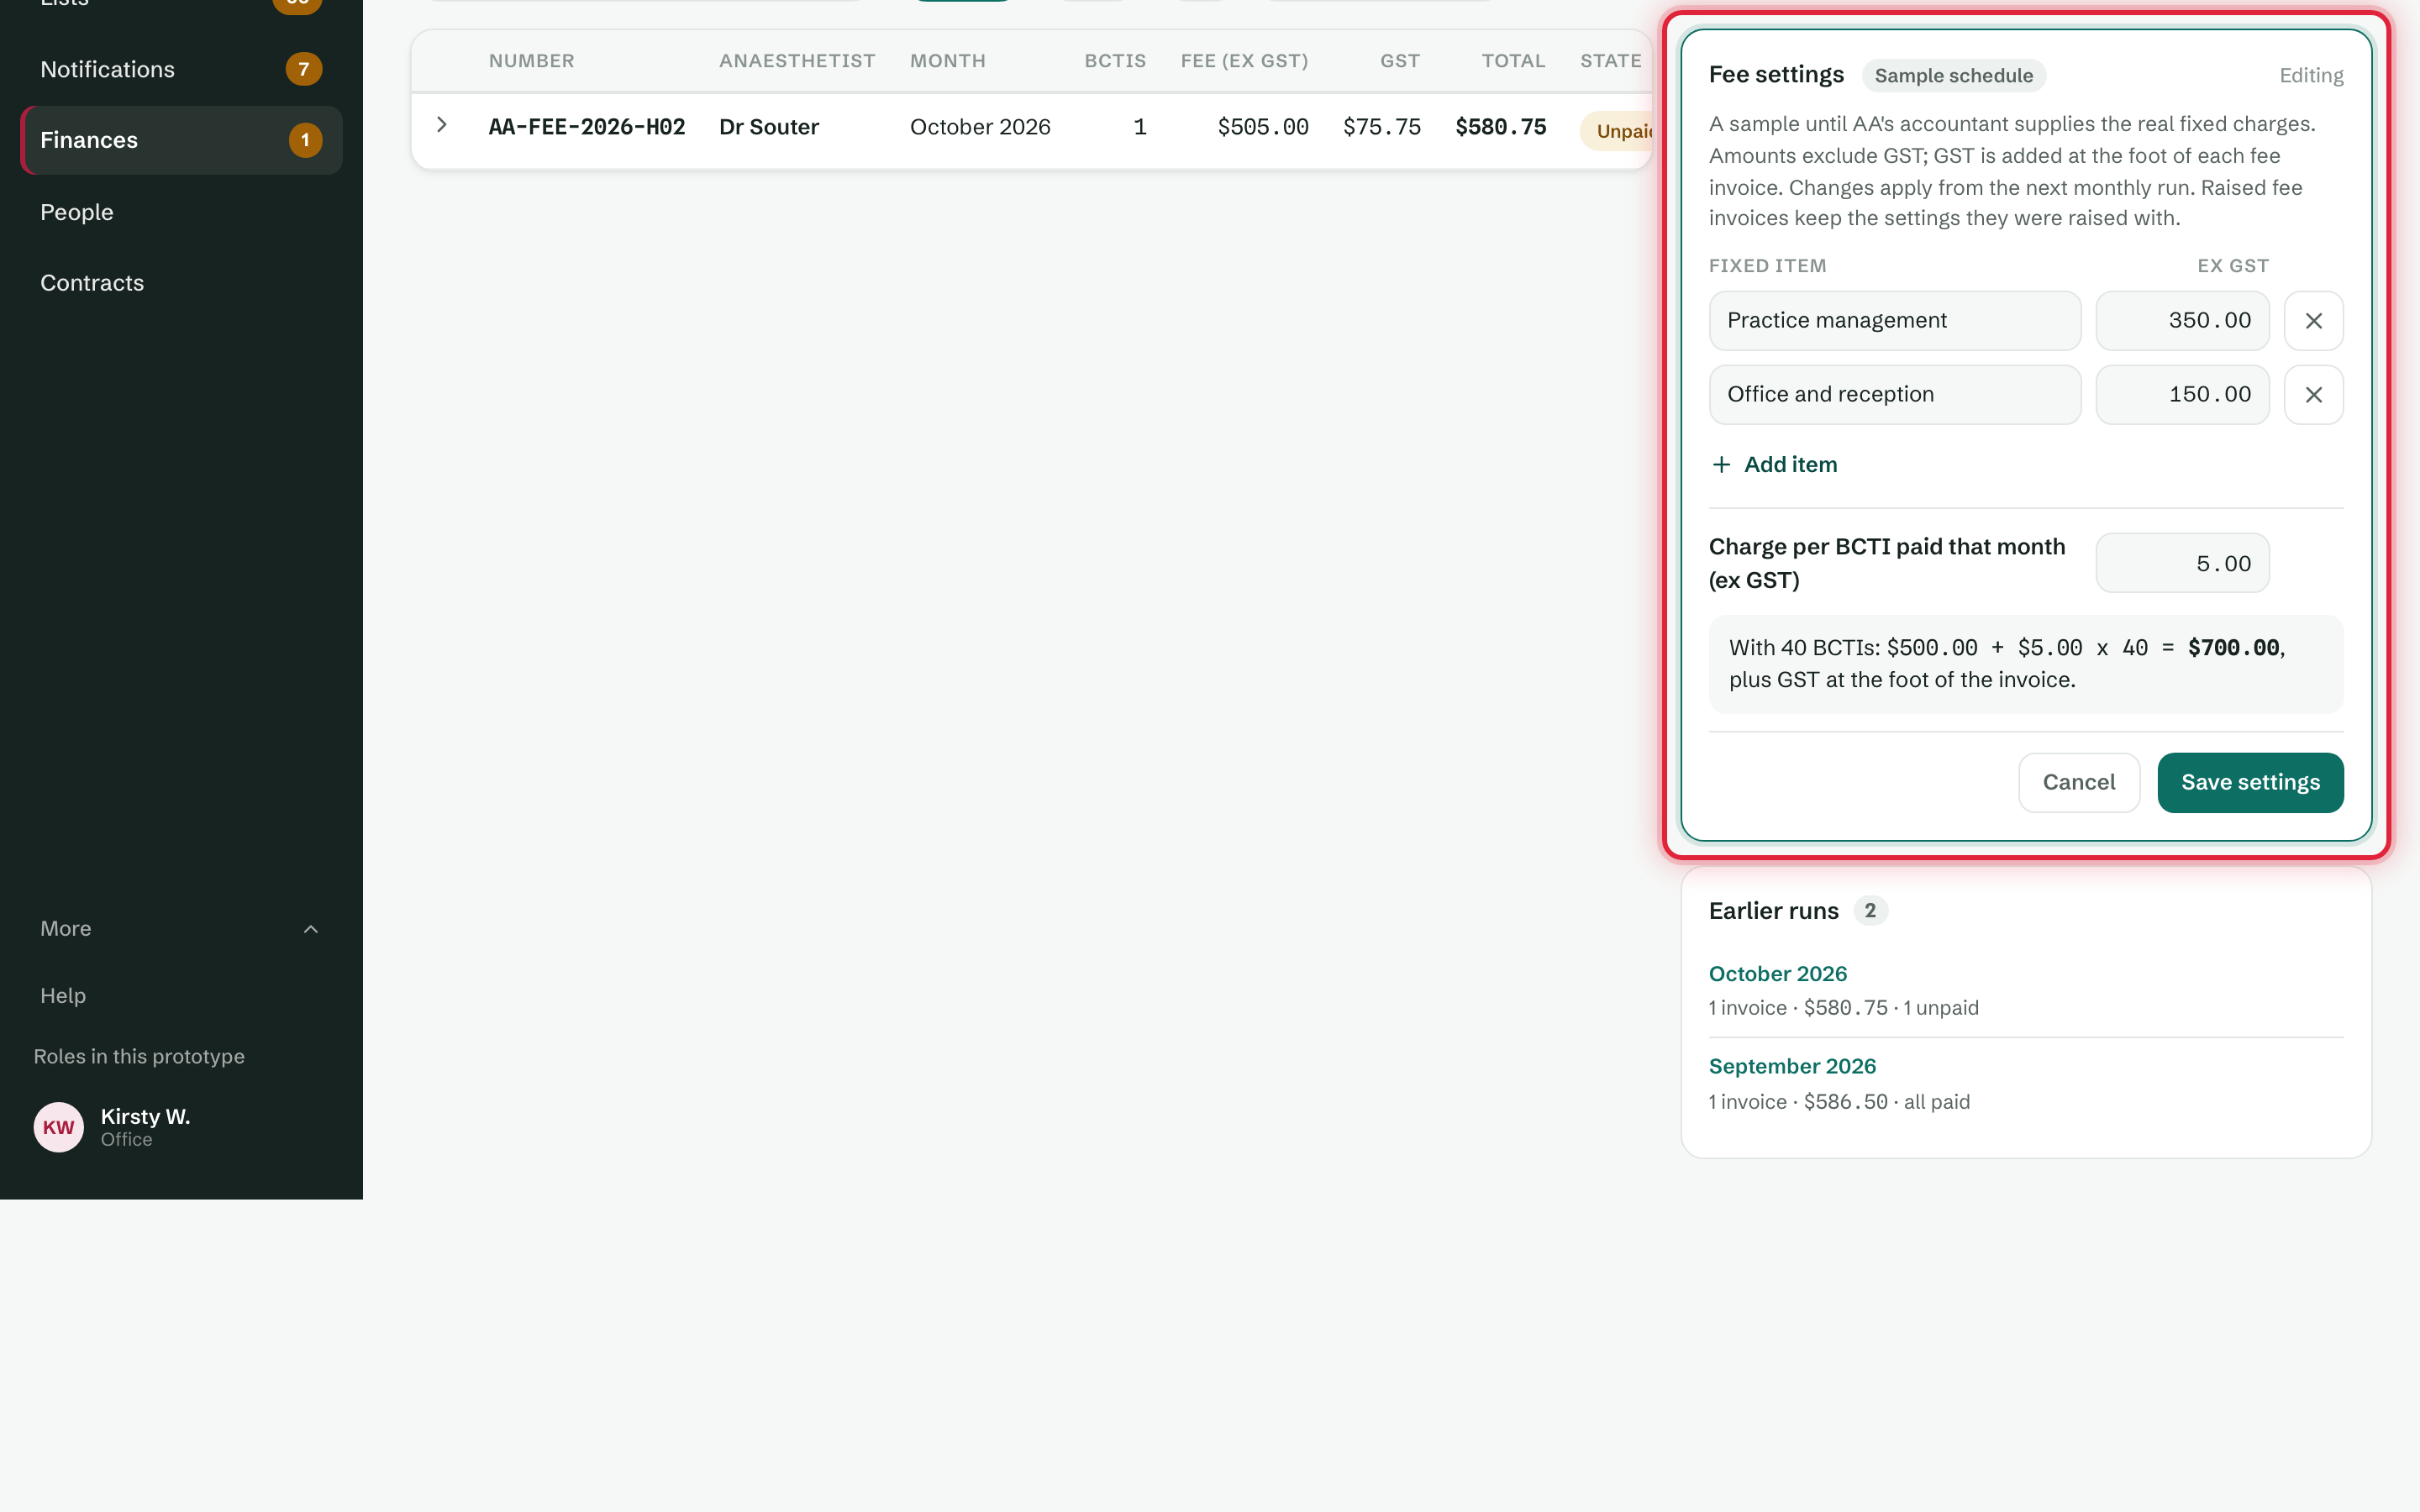 Notifications
7
Finances
1
People
Contracts
More
Help
Roles in this prototype
KW
Kirsty W.
Office
NUMBER
ANAESTHETIST
MONTH
BCTIS
FEE (EX GST)
GST
TOTAL
STATE
AA-FEE-2026-H02
Dr Souter
October 2026
1
$505.00
$75.75
$580.75
Fee settings
Sample schedule
Editing
A sample until AA's accountant supplies the real fixed charges.
Amounts exclude GST; GST is added at the foot of each fee
invoice. Changes apply from the next monthly run. Raised fee
invoices keep the settings they were raised with.
FIXED ITEM
EX GST
Practice management
350.00
Office and reception
150.00
+ Add item
Charge per BCTI paid that month
(ex GST)
5.00
With 40 BCTIs: $500.00 + $5.00 x 40 = $700.00,
plus GST at the foot of the invoice.
Cancel
Save settings
Earlier runs
2
October 2026
1 invoice · $580.75 · 1 unpaid
September 2026
1 invoice · $586.50 · all paid